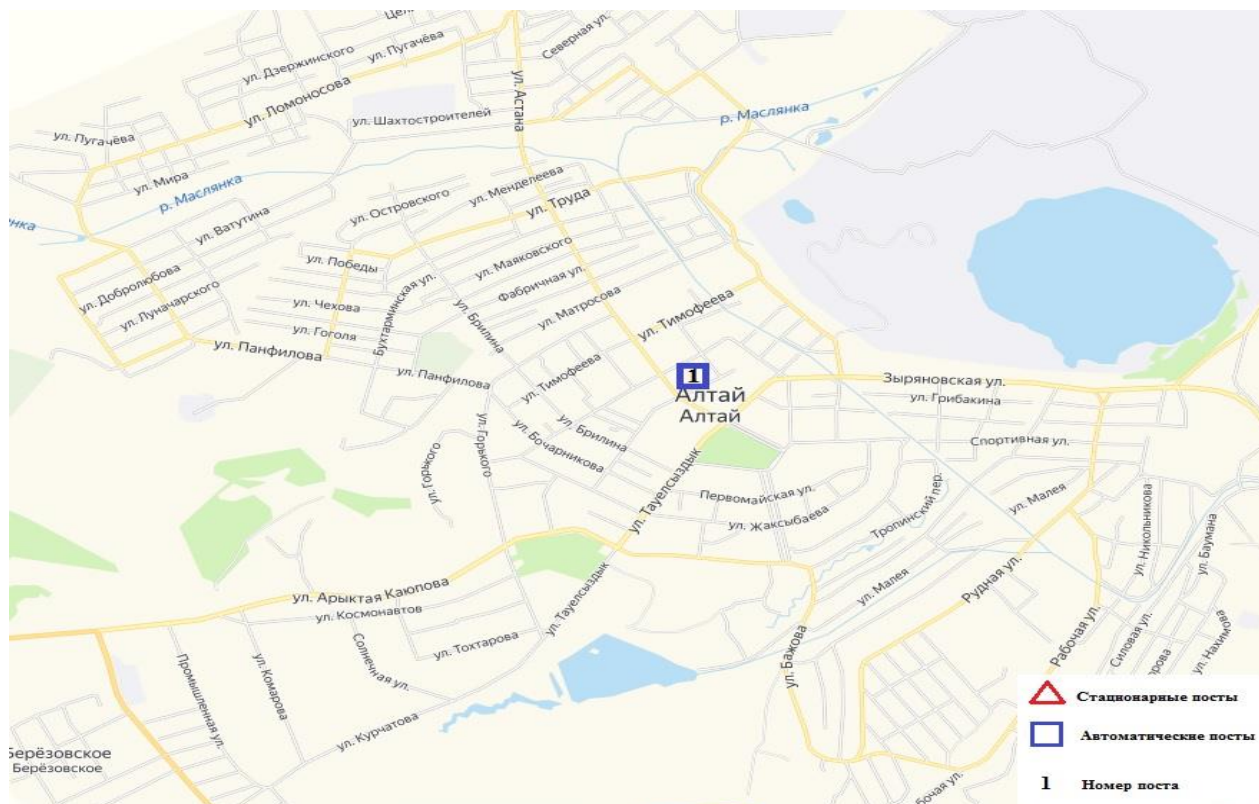 Северная ул.
ул. Дзержинского
ул. Пугачёва
ул. Ломоносова
ул. Астана
ул. Шахтостроителей
р. Маслянка
ул. Пугачёва
ул. Мира
р. Маслянка
ул. Менделеева
ул. Островского
ул. Труда
ул. Ватутина
ул. Победы
ул. Маяковского
ул. Добролюбова
Фабричная ул.
ул. Луначарского
ул. Чехова
Бухтарминская ул.
ул. Матросова
ул. Гоголя
ул. Брилина
ул. Тимофеева
ул. Панфилова
ул. Панфилова
ул. Тимофеева
1
Алтай
Алтай
Зыряновская ул.
ул. Грибакина
ул. Брилина
ул. Бочарникова
Спортивная ул.
ул. Горького
ул. Горького
ул. Тауелсыздык
Первомайская ул.
ул. Жаксыбаева
Тропинский пер.
ул. Малея
ул. Никольникова
ул. Баумана
ул. Арыктая Каюпова
ул. Космонавтов
ул. Тауелсыздык
ул. Малея
Рудная ул.
ул. Тохтарова
Солнечная ул.
ул. Бажова
Рабочая ул.
Силовая ул.
ул. Нахимова
Промышленная ул.
ул. Комарова
ул. Курчатова
Берёзовское
Берёзовское
Стационарные посты
Автоматические посты
1 Номер поста